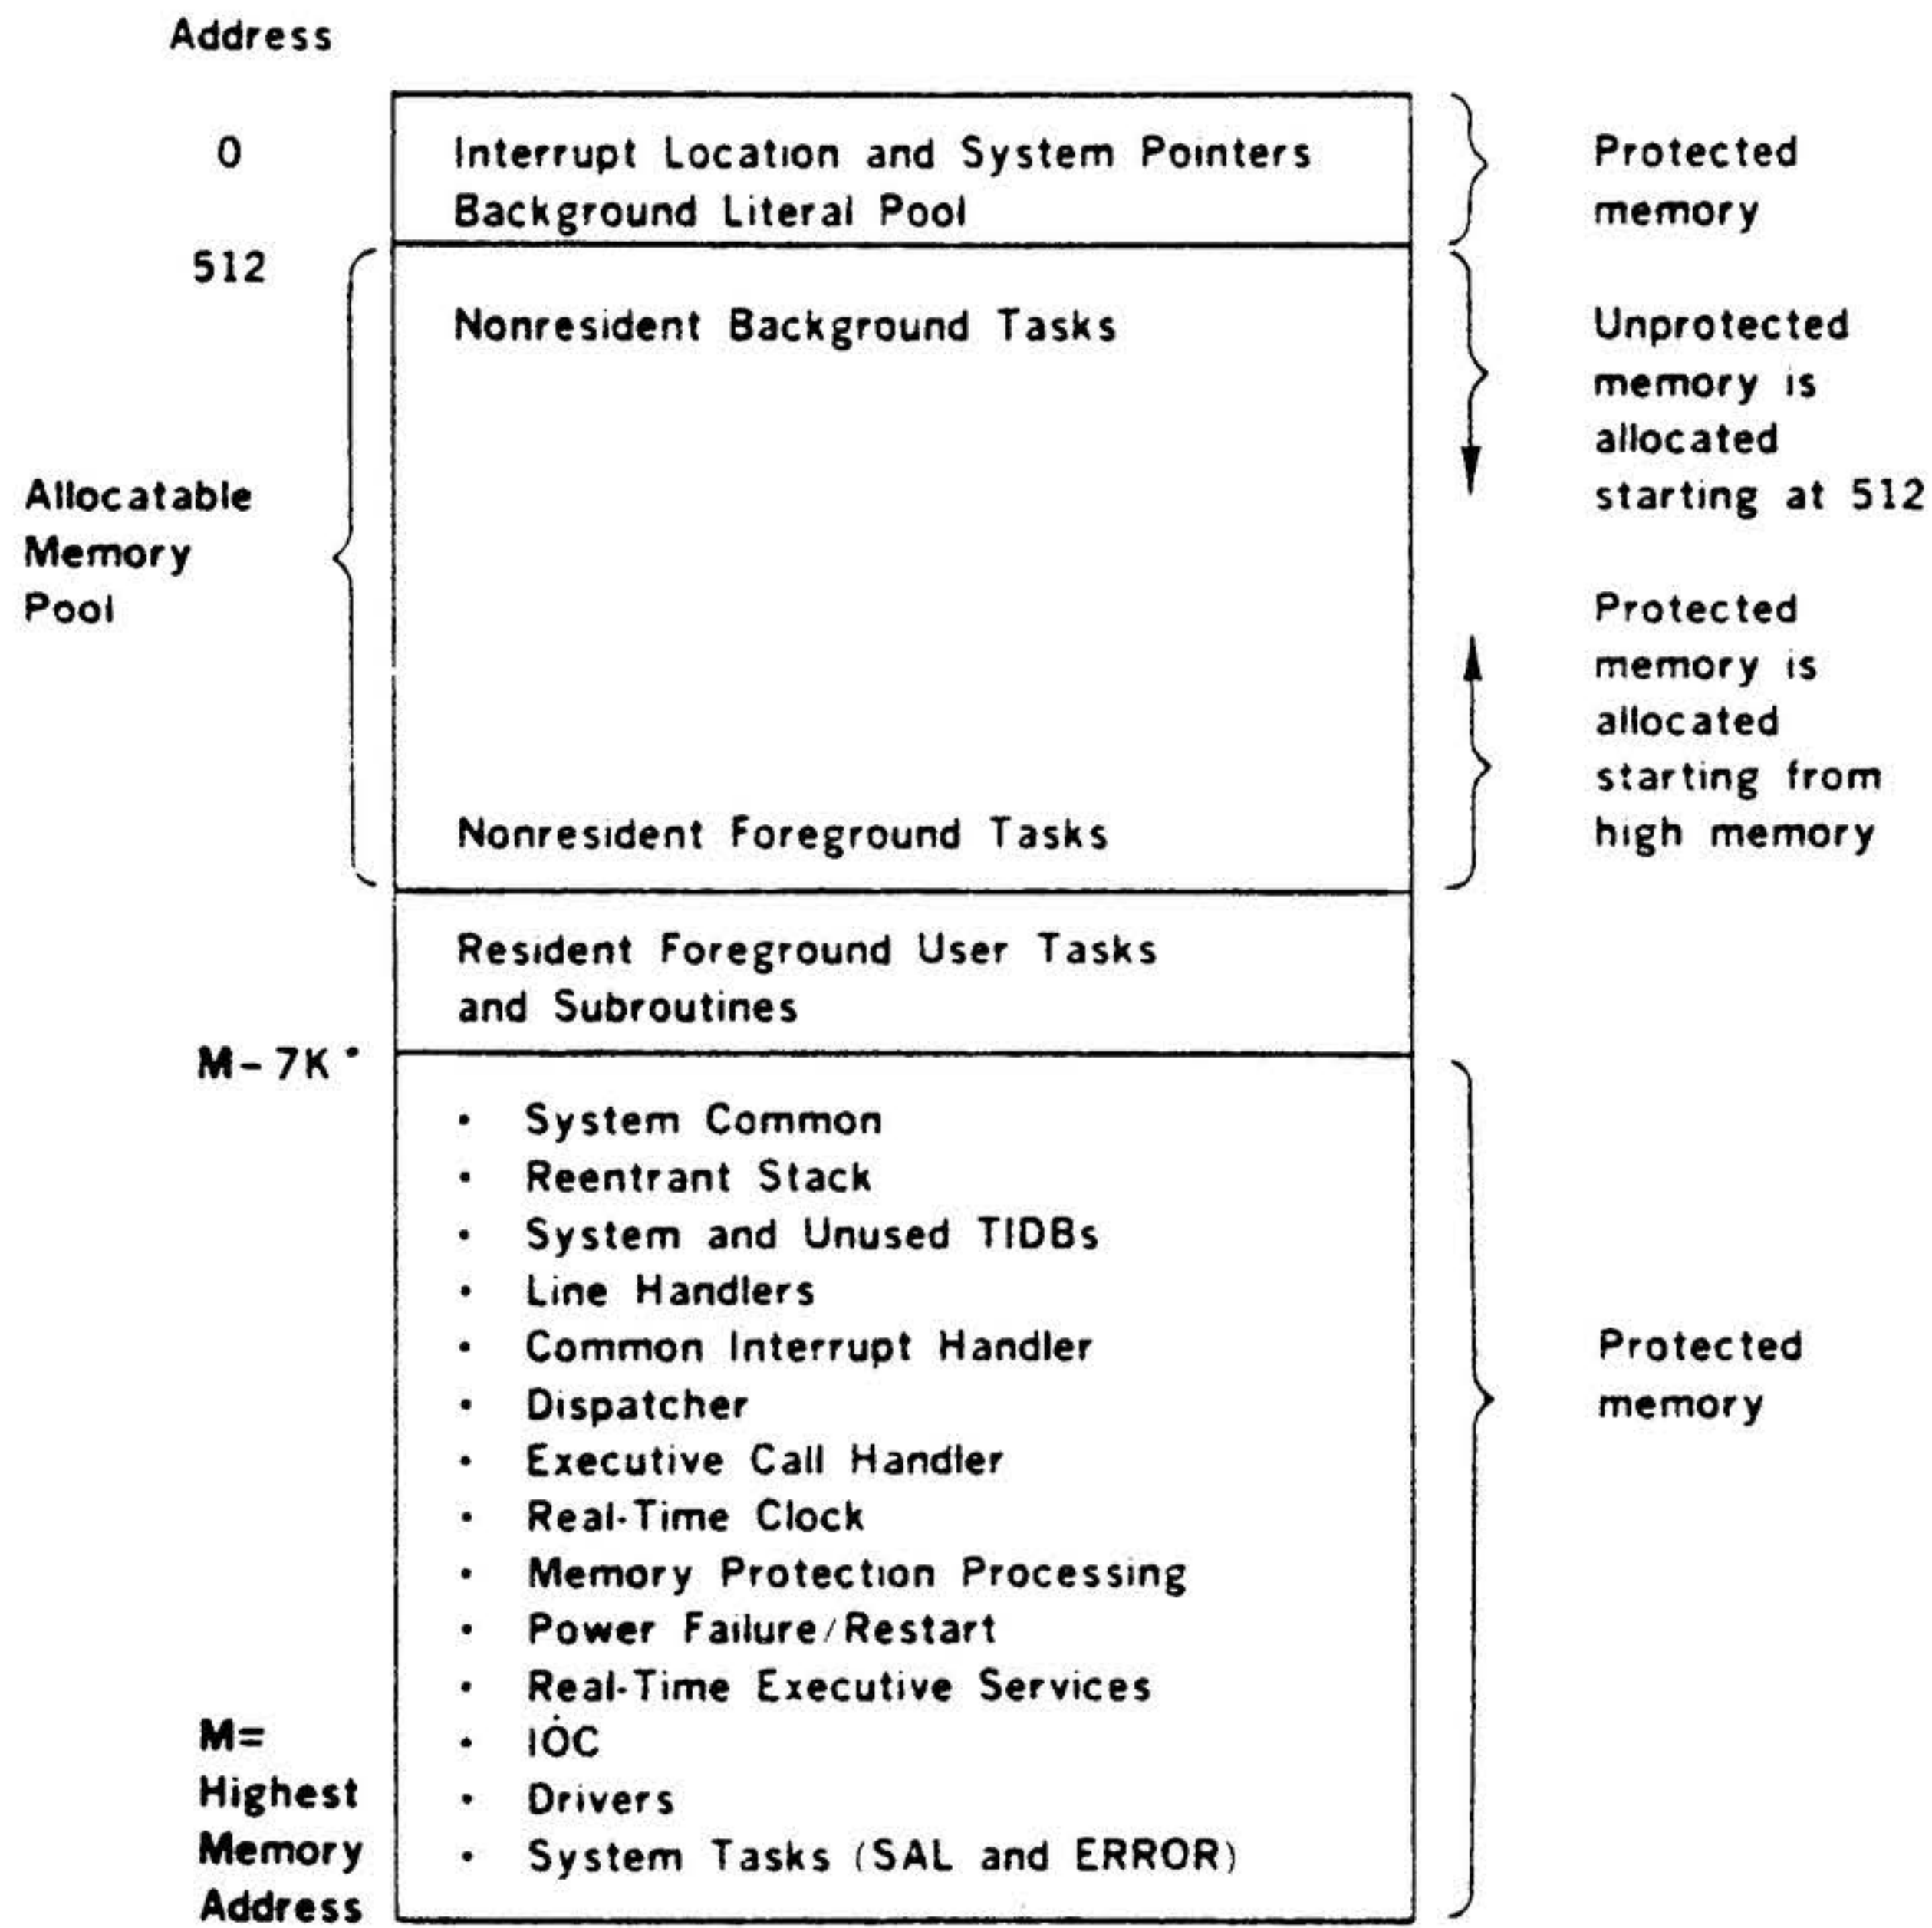 Address
0
Interrupt Location and System Pointers
Background Literal Pool
Protected
memory
512
Nonresident Background Tasks
Unprotected
memory is
allocated
starting at 512
Allocatable
Memory
Pool
Protected
memory is
allocated
starting from
high memory
Nonresident Foreground Tasks
Resident Foreground User Tasks
and Subroutines
M-7K*
• System Common
• Reentrant Stack
• System and Unused TIDBs
• Line Handlers
• Common Interrupt Handler
• Dispatcher
• Executive Call Handler
• Real-Time Clock
• Memory Protection Processing
• Power Failure/Restart
• Real-Time Executive Services
• IOC
• Drivers
• System Tasks (SAL and ERROR)
Protected
memory
M=
Highest
Memory
Address